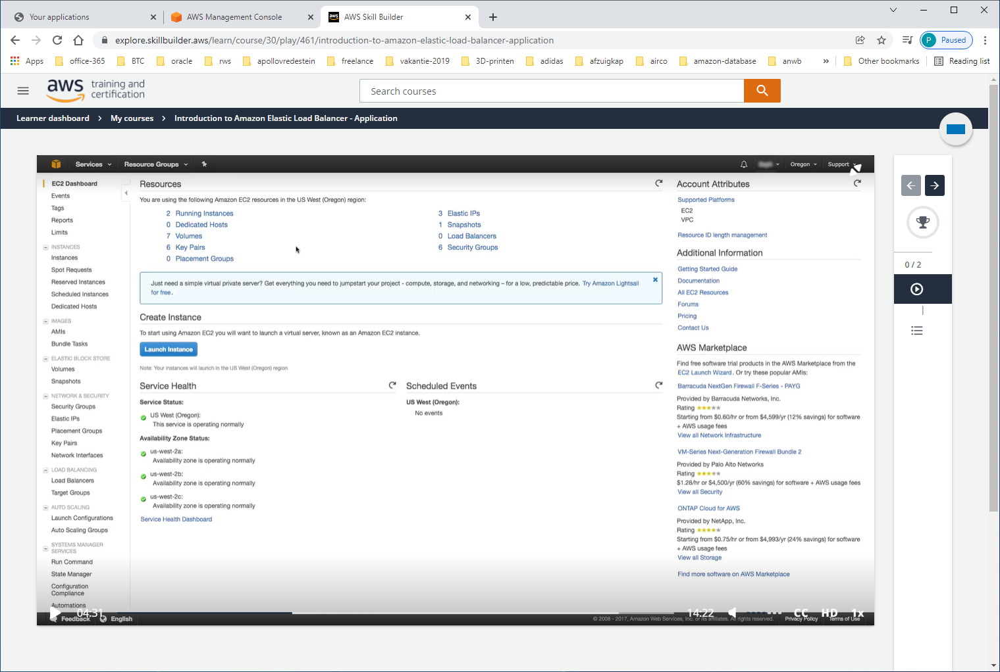 Your applications
AWS Management Console
AWS Skill Builder
explore.skillbuilder.aws/learn/course/30/play/461/introduction-to-amazon-elastic-load-balancer-application
P Paused
Apps office-365 BTC oracle rws apollovredestein freelance vakantie-2019 3D-printen adidas afzuigkap airco amazon-database anwb » Other bookmarks Reading list
aws training and
certification
Search courses
Learner dashboard > My courses > Introduction to Amazon Elastic Load Balancer - Application
Services Resource Groups
Oregon Support
EC2 Dashboard
Events
Tags
Reports
Limits
INSTANCES
Instances
Spot Requests
Reserved Instances
Scheduled Instances
Dedicated Hosts
IMAGES
AMIs
Bundle Tasks
ELASTIC BLOCK STORE
Volumes
Snapshots
NETWORK & SECURITY
Security Groups
Elastic IPs
Placement Groups
Key Pairs
Network Interfaces
LOAD BALANCING
Load Balancers
Target Groups
AUTO SCALING
Launch Configurations
Auto Scaling Groups
SYSTEMS MANAGER
SERVICES
Run Command
State Manager
Configuration
Compliance
Automations
Resources
You are using the following Amazon EC2 resources in the US West (Oregon) region:
2 Running Instances
0 Dedicated Hosts
7 Volumes
6 Key Pairs
0 Placement Groups
3 Elastic IPs
1 Snapshots
0 Load Balancers
6 Security Groups
Just need a simple virtual private server? Get everything you need to jumpstart your project - compute, storage, and networking – for a low, predictable price. Try Amazon Lightsail
for free.
Create Instance
To start using Amazon EC2 you will want to launch a virtual server, known as an Amazon EC2 instance.
Launch Instance
Note: Your instances will launch in the US West (Oregon) region
Service Health
Service Status:
US West (Oregon):
This service is operating normally
Availability Zone Status:
us-west-2a:
Availability zone is operating normally
us-west-2b:
Availability zone is operating normally
us-west-2c:
Availability zone is operating normally
Service Health Dashboard
Scheduled Events
US West (Oregon):
No events
Account Attributes
Supported Platforms
EC2
VPC
Resource ID length management
Additional Information
Getting Started Guide
Documentation
All EC2 Resources
Forums
Pricing
Contact Us
AWS Marketplace
Find free software trial products in the AWS Marketplace from the
EC2 Launch Wizard. Or try these popular AMIs:
Barracuda NextGen Firewall F-Series - PAYG
Provided by Barracuda Networks, Inc.
Rating
Starting from $0.60/hr or from $4,599/yr (12% savings) for software
+ AWS usage fees
View all Network Infrastructure
VM-Series Next-Generation Firewall Bundle 2
Provided by Palo Alto Networks
Rating
$1.28/hr or $4,500/yr (60% savings) for software + AWS usage fees
View all Security
ONTAP Cloud for AWS
Provided by NetApp, Inc.
Rating
Starting from $0.75/hr or from $4,993/yr (24% savings) for software
+ AWS usage fees
View all Storage
Find more software on AWS Marketplace
0 / 2
04:31
14:22 CC HD 1x
Feedback English
© 2008 - 2017, Amazon Web Services, Inc. or its affiliates. All rights reserved. Privacy Policy Terms of Use